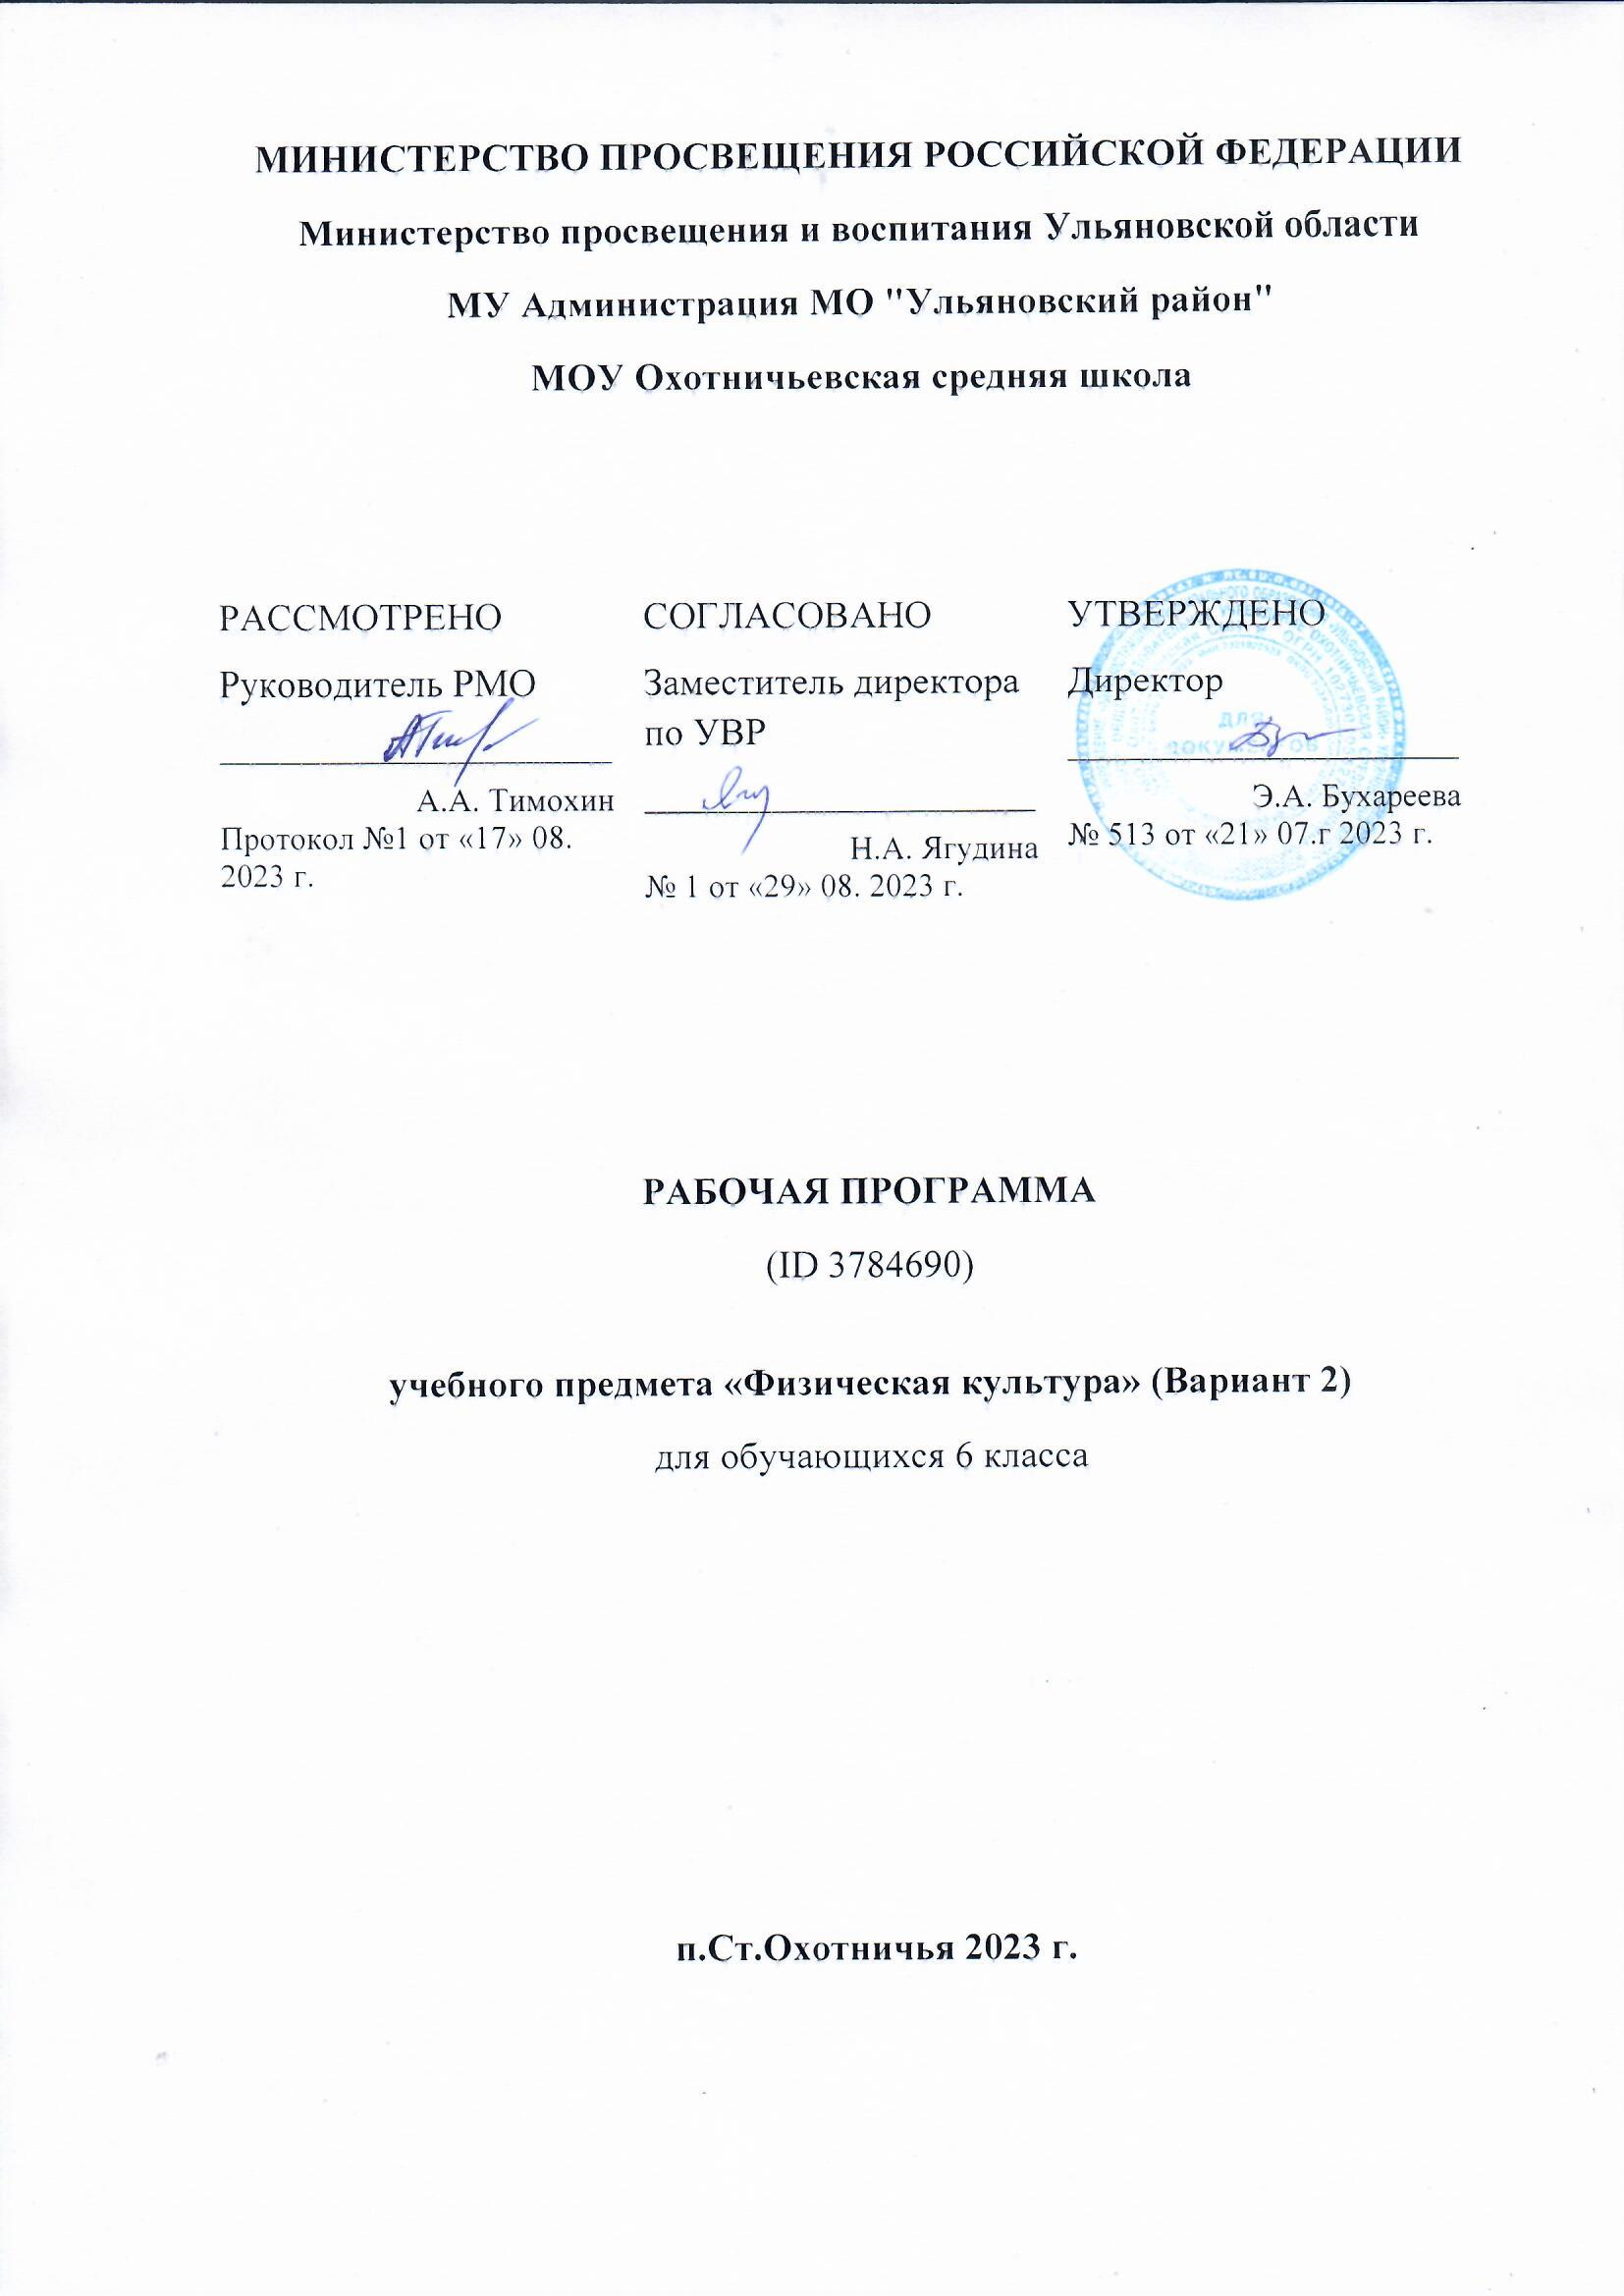 МИНИСТЕРСТВО ПРОСВЕЩЕНИЯ РОССИЙСКОЙ ФЕДЕРАЦИИ
Министерство просвещения и воспитания Ульяновской области
МУ Администрация МО "Ульяновский район"
МОУ Охотничьевская средняя школа
РАССМОТРЕНО
Руководитель РМО
А.А. Тимохин
Протокол №1 от «17» 08.
2023 г.
СОГЛАСОВАНО
Заместитель директора
по УВР
Н.А. Ягудина
№ 1 от «29» 08. 2023 г.
УТВЕРЖДЕНО
Директор
ДЛЯ
ДОКУМЕНТОВ
Э.А. Бухареева
№ 513 от «21» 07.г 2023 г.
РАБОЧАЯ ПРОГРАММА
(ID 3784690)
учебного предмета «Физическая культура» (Вариант 2)
для обучающихся 6 класса
п.Ст.Охотничья 2023 г.